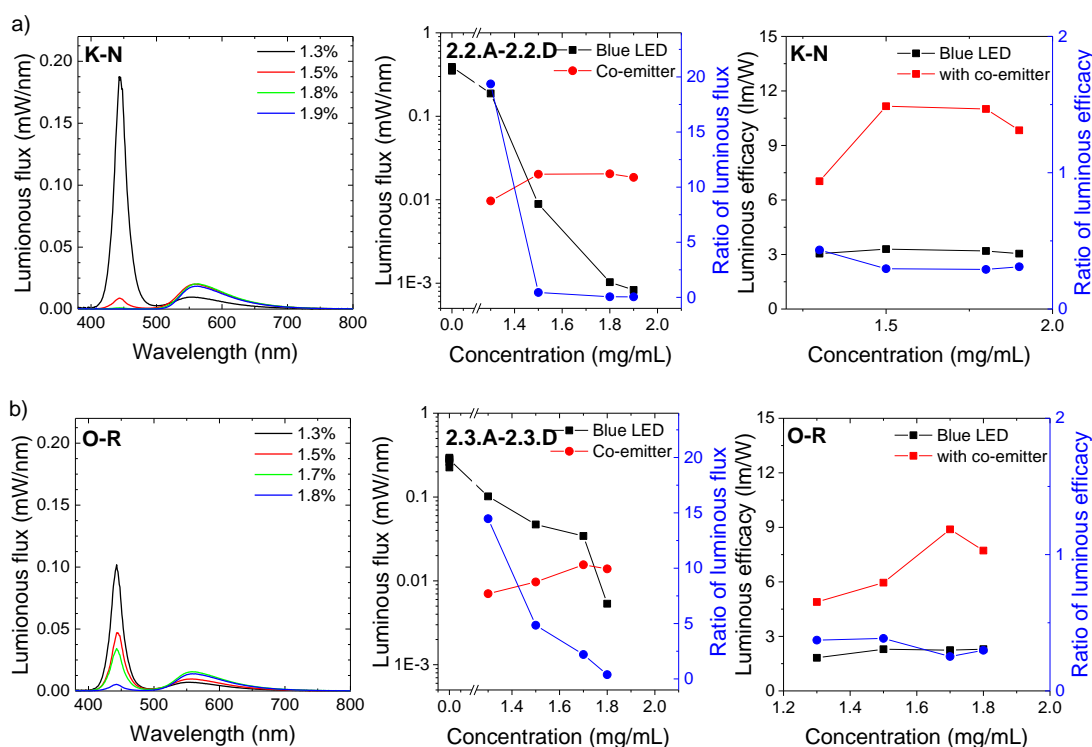 a)
K-N
1.3%
1.5%
1.8%
1.9%
0.20
0.15
0.10
0.05
0.00
Lumionous flux (mW/nm)
400 500 600 700 800
Wavelength (nm)
2.2.A-2.2.D
Blue LED
Co-emitter
1
0.1
0.01
1E-3
Luminous flux (mW/nm)
0.0 1.4 1.6 1.8 2.0
Concentration (mg/mL)
20
15
10
5
0
Ratio of luminous flux
K-N
Blue LED
with co-emitter
15
12
9
6
3
0
Luminous efficacy (lm/W)
1.5 2.0
Concentration (mg/mL)
2
1
0
Ratio of luminous efficacy
b)
O-R
1.3%
1.5%
1.7%
1.8%
0.20
0.15
0.10
0.05
0.00
Lumionous flux (mW/nm)
400 500 600 700 800
Wavelength (nm)
2.3.A-2.3.D
Blue LED
Co-emitter
1
0.1
0.01
1E-3
Luminous flux (mW/nm)
0.0 1.4 1.6 1.8 2.0
Concentration (mg/mL)
20
15
10
5
0
Ratio of luminous flux
O-R
Blue LED
with co-emitter
15
12
9
6
3
0
Luminous efficacy (lm/W)
1.2 1.4 1.6 1.8 2.0
Concentration (mg/mL)
2
1
0
Ratio of luminous efficacy